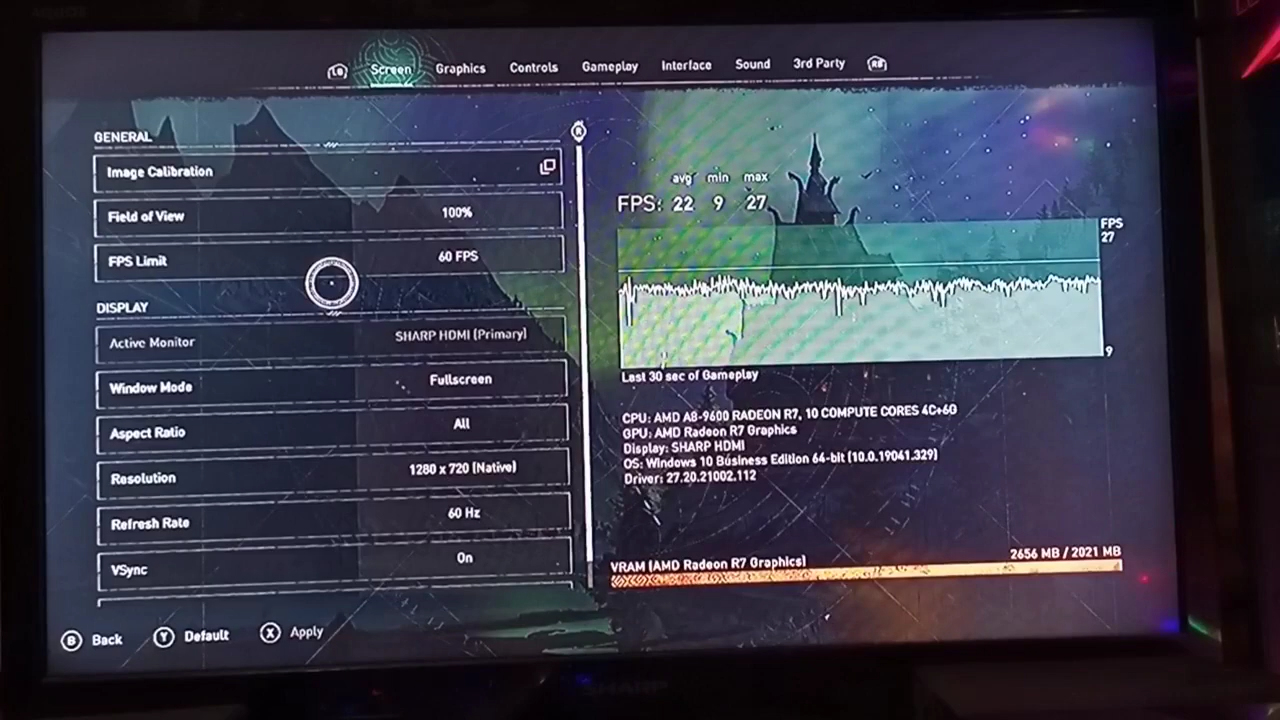 LB Screen Graphics Controls Gameplay Interface Sound 3rd Party RB
GENERAL
Image Calibration
Field of View 100%
FPS Limit 60 FPS
DISPLAY
Active Monitor SHARP HDMI (Primary)
Window Mode Fullscreen
Aspect Ratio All
Resolution 1280 x 720 (Native)
Refresh Rate 60 Hz
VSync On
R
B Back Y Default X Apply
avg min max
FPS: 22 9 27
FPS
27
9
Last 30 sec of Gameplay
CPU: AMD A8-9600 RADEON R7, 10 COMPUTE CORES 4C+6G
GPU: AMD Radeon R7 Graphics
Display: SHARP HDMI
OS: Windows 10 Business Edition 64-bit (10.0.19041.329)
Driver: 27.20.21002.112
VRAM (AMD Radeon R7 Graphics) 2656 MB / 2021 MB
SHARP